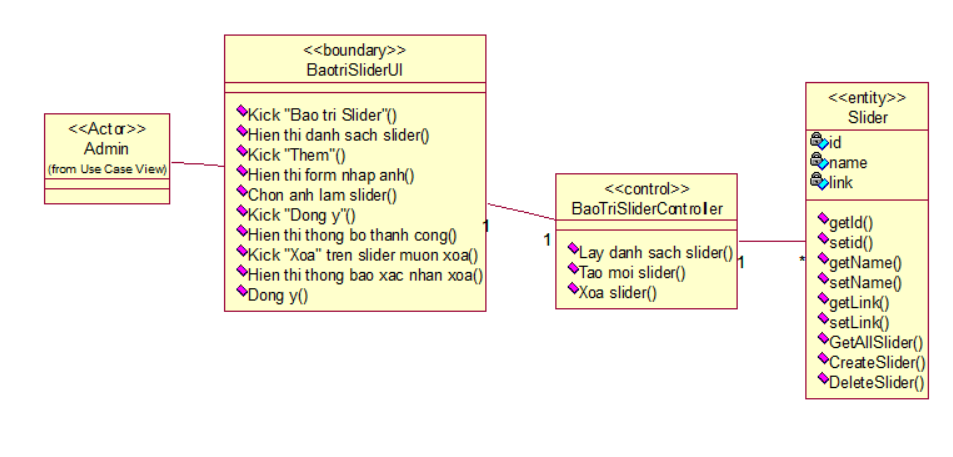 <<Actor>>
Admin
(from Use Case View)
<<boundary>>
BaotriSliderUI
Kick "Bao tri Slider"()
Hien thi danh sach slider()
Kick "Them"()
Hien thi form nhap anh()
Chon anh lam slider()
Kick "Dong y"()
Hien thi thong bo thanh cong()
Kick "Xoa" tren slider muon xoa()
Hien thi thong bao xac nhan xoa()
Dong y()
1
1
<<control>>
BaoTriSliderController
Lay danh sach slider()
Tao moi slider()
Xoa slider()
1
*
<<entity>>
Slider
id
name
link
getId()
setid()
getName()
setName()
getLink()
setLink()
GetAllSlider()
CreateSlider()
DeleteSlider()